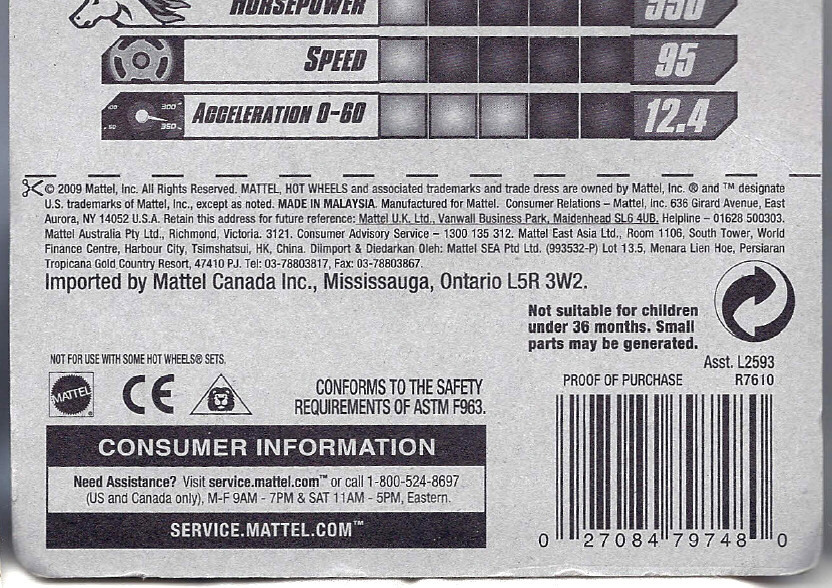 HORSEPOWER 350
SPEED 95
100 300 50 350 ACCELERATION 0-60 12.4
© 2009 Mattel, Inc. All Rights Reserved. MATTEL, HOT WHEELS and associated trademarks and trade dress are owned by Mattel, Inc. ® and ™ designate
U.S. trademarks of Mattel, Inc., except as noted. MADE IN MALAYSIA. Manufactured for Mattel. Consumer Relations – Mattel, Inc. 636 Girard Avenue, East
Aurora, NY 14052 U.S.A. Retain this address for future reference: Mattel U.K. Ltd., Vanwall Business Park, Maidenhead SL6 4UB. Helpline – 01628 500303.
Mattel Australia Pty Ltd., Richmond, Victoria. 3121. Consumer Advisory Service – 1300 135 312. Mattel East Asia Ltd., Room 1106, South Tower, World
Finance Centre, Harbour City, Tsimshatsui, HK, China. Diimport & Diedarkan Oleh: Mattel SEA Ptd Ltd. (993532-P) Lot 13.5, Menara Lien Hoe, Persiaran
Tropicana Gold Country Resort, 47410 PJ. Tel: 03-78803817, Fax: 03-78803867.
Imported by Mattel Canada Inc., Mississauga, Ontario L5R 3W2.
Not suitable for children
under 36 months. Small
parts may be generated.
Asst. L2593
NOT FOR USE WITH SOME HOT WHEELS® SETS.
PROOF OF PURCHASE R7610
MATTEL ® CE
CONFORMS TO THE SAFETY
REQUIREMENTS OF ASTM F963.
CONSUMER INFORMATION
Need Assistance? Visit service.mattel.com™ or call 1-800-524-8697
(US and Canada only), M-F 9AM - 7PM & SAT 11AM - 5PM, Eastern.
SERVICE.MATTEL.COM™
0 27084 79748 0